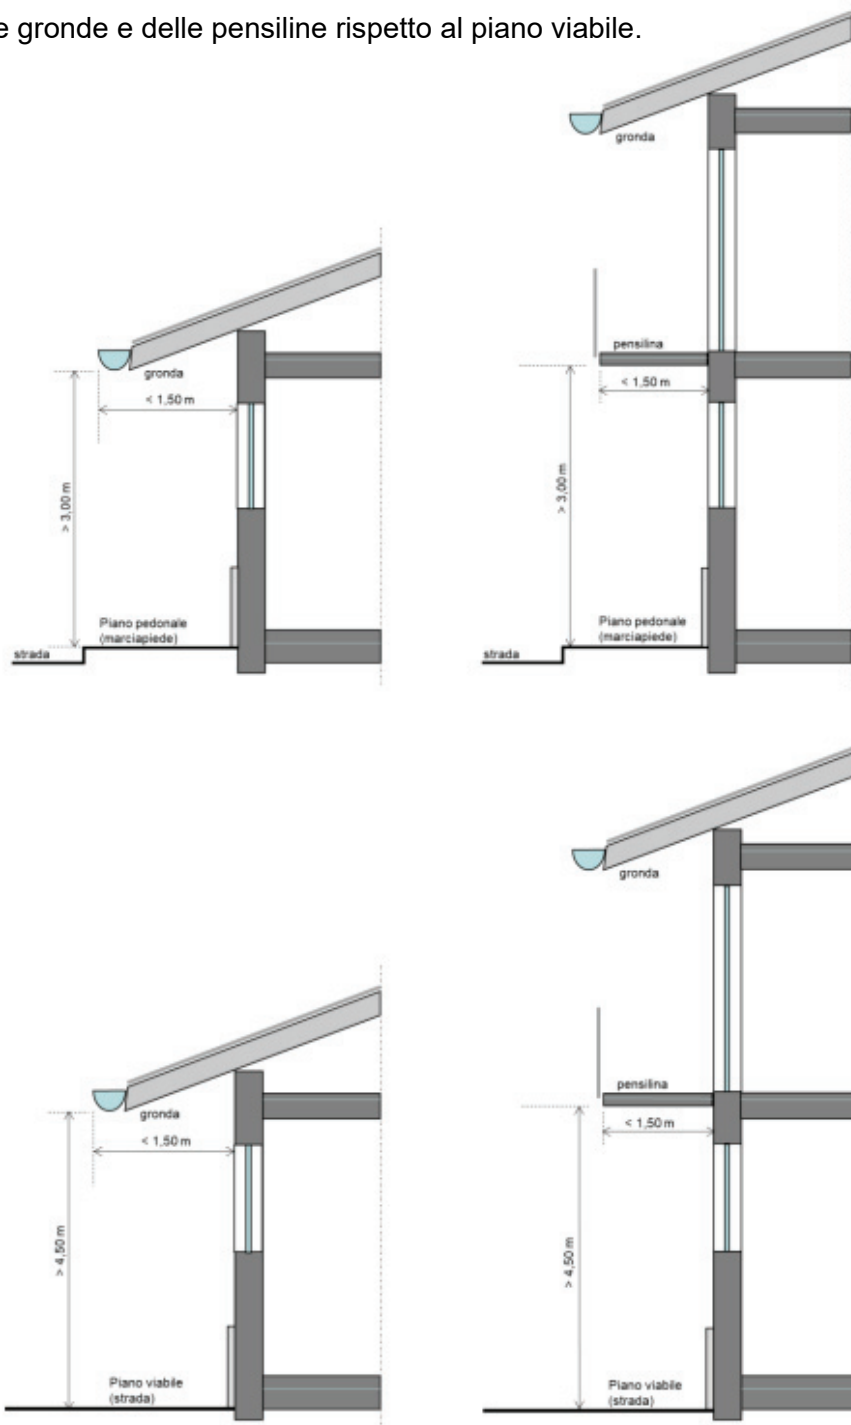 e gronde e delle pensiline rispetto al piano viabile.
gronda
gronda
< 1,50 m
> 3,00 m
Piano pedonale
(marciapiede)
strada
pensilina
< 1,50 m
> 3,00 m
Piano pedonale
(marciapiede)
strada
gronda
gronda
< 1,50 m
> 4,50 m
Piano viabile
(strada)
pensilina
< 1,50 m
> 4,50 m
Piano viabile
(strada)